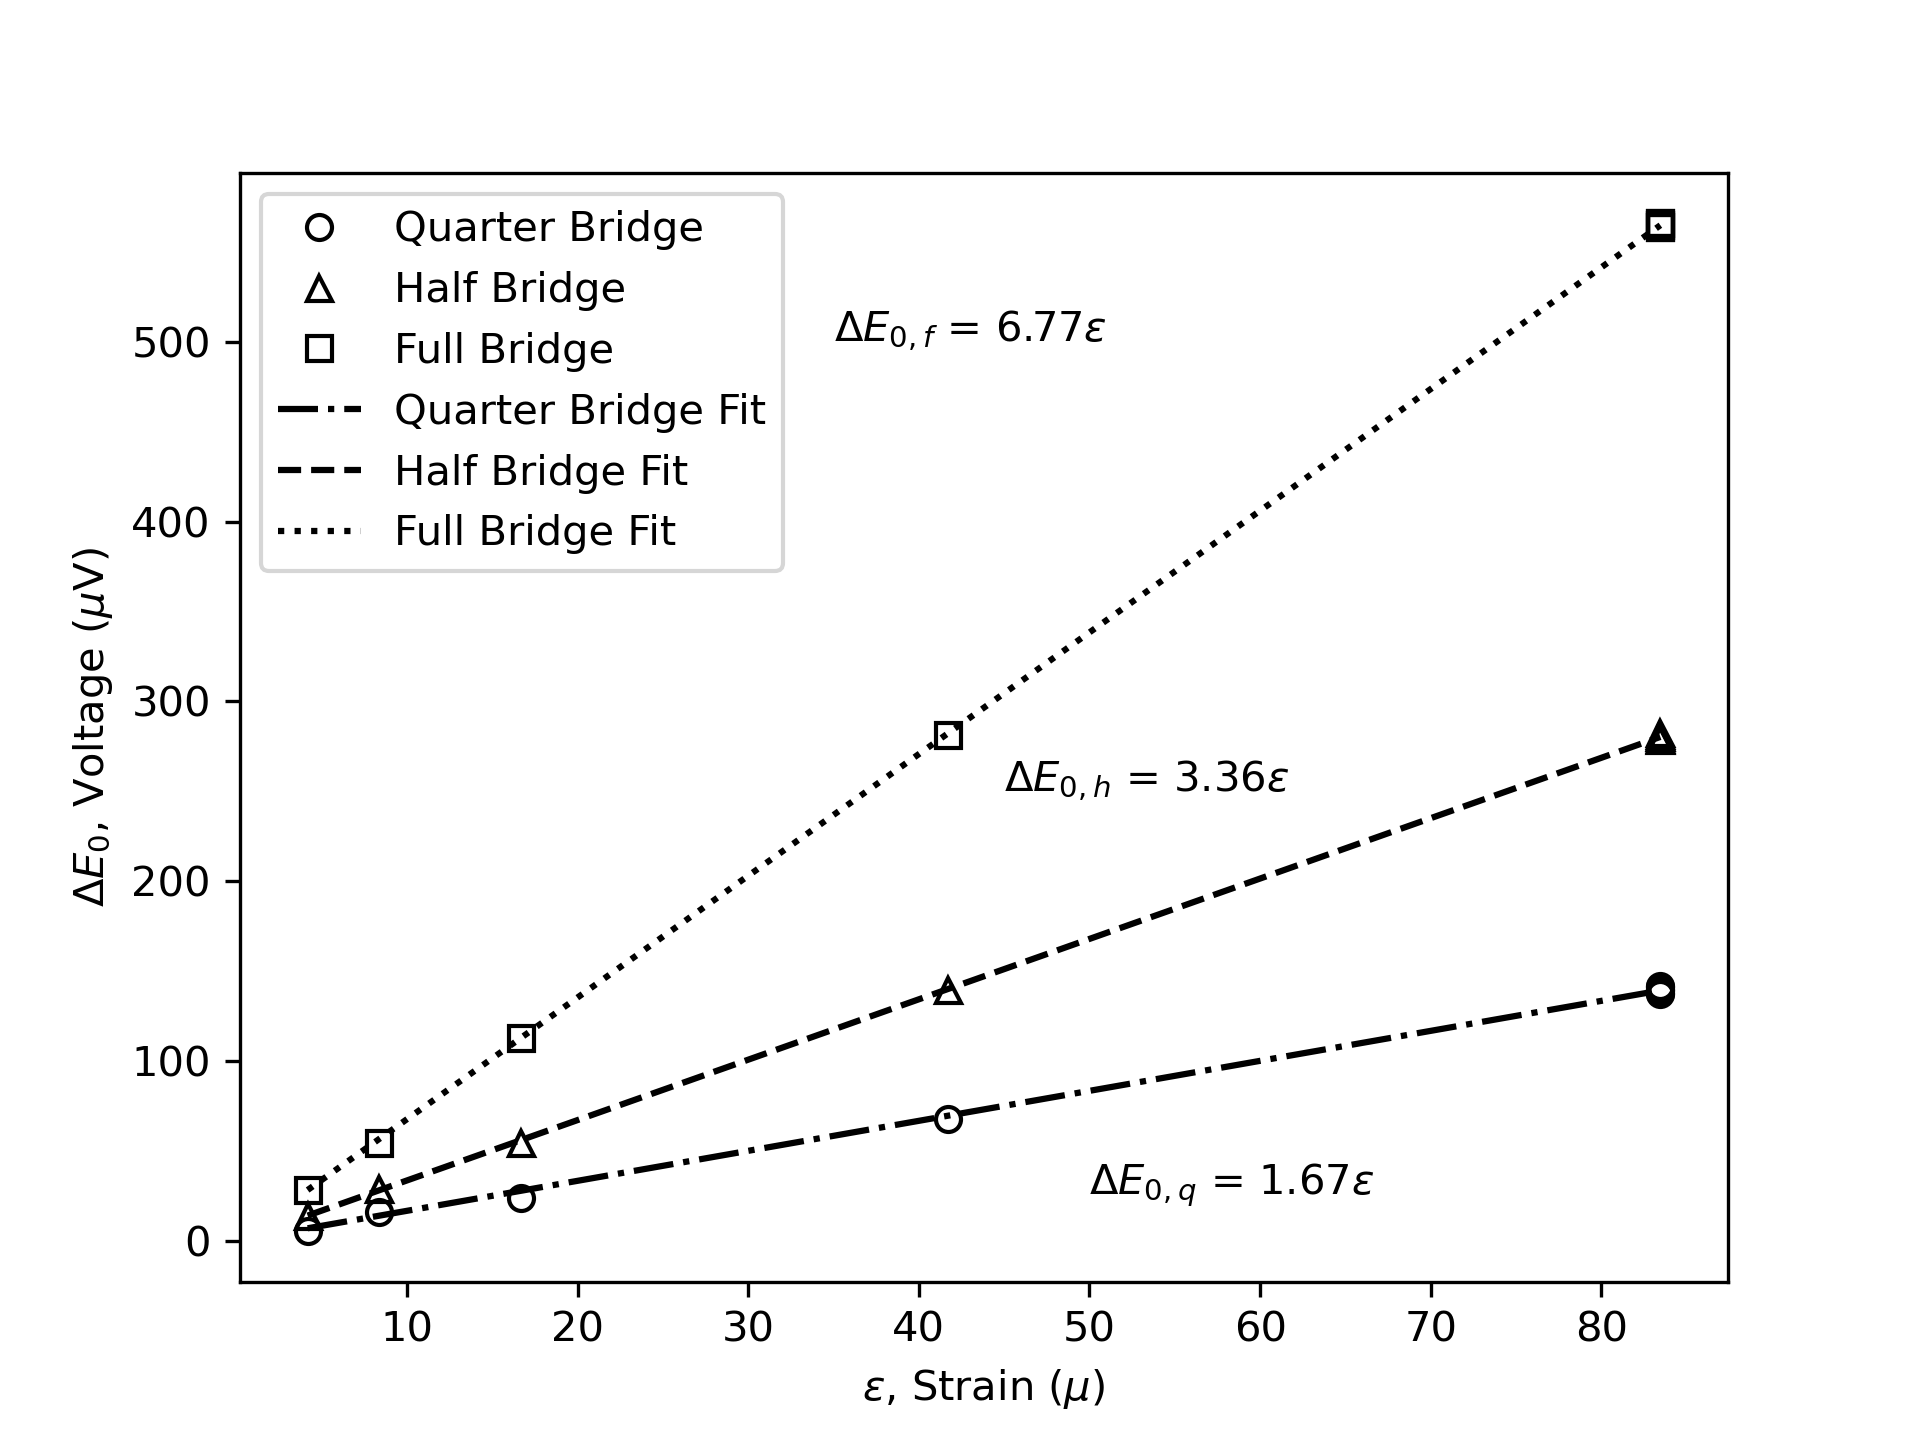 Quarter Bridge
Half Bridge
Full Bridge
Quarter Bridge Fit
Half Bridge Fit
Full Bridge Fit
ΔE₀,f = 6.77ε
ΔE₀,h = 3.36ε
ΔE₀,q = 1.67ε
ΔE₀, Voltage (μV)
500
400
300
200
100
0
10 20 30 40 50 60 70 80
ε, Strain (μ)